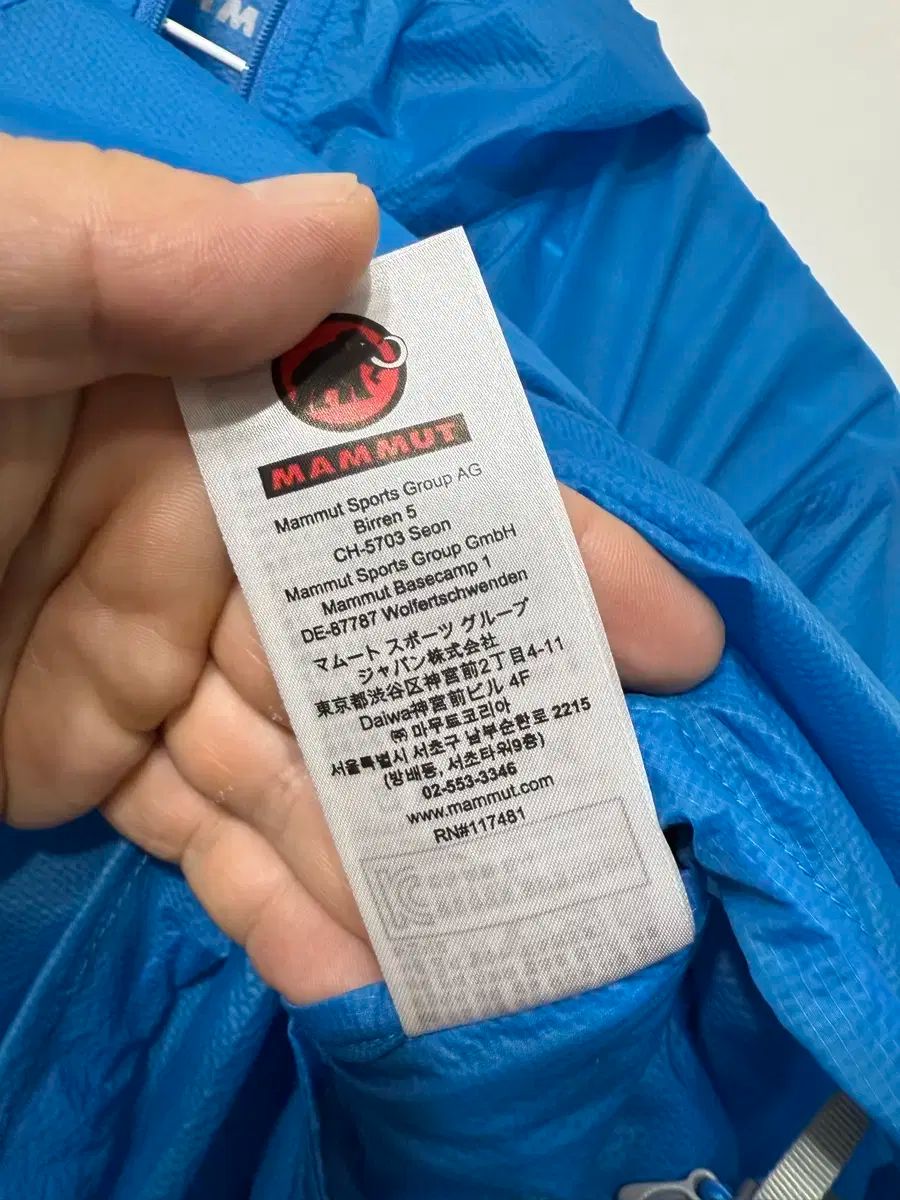 MAMMUT
Mammut Sports Group AG
Birren 5
CH-5703 Seon
Mammut Sports Group GmbH
Mammut Basecamp 1
DE-87787 Wolfertschwenden
マムート スポーツ グループ
ジャパン株式会社
東京都渋谷区神宮前2丁目4-11
Daiwa神宮前ビル 4F
㈜ 마무트코리아
서울특별시 서초구 남부순환로 2215
(방배동, 서초타워9층)
02-553-3346
www.mammut.com
RN#117481